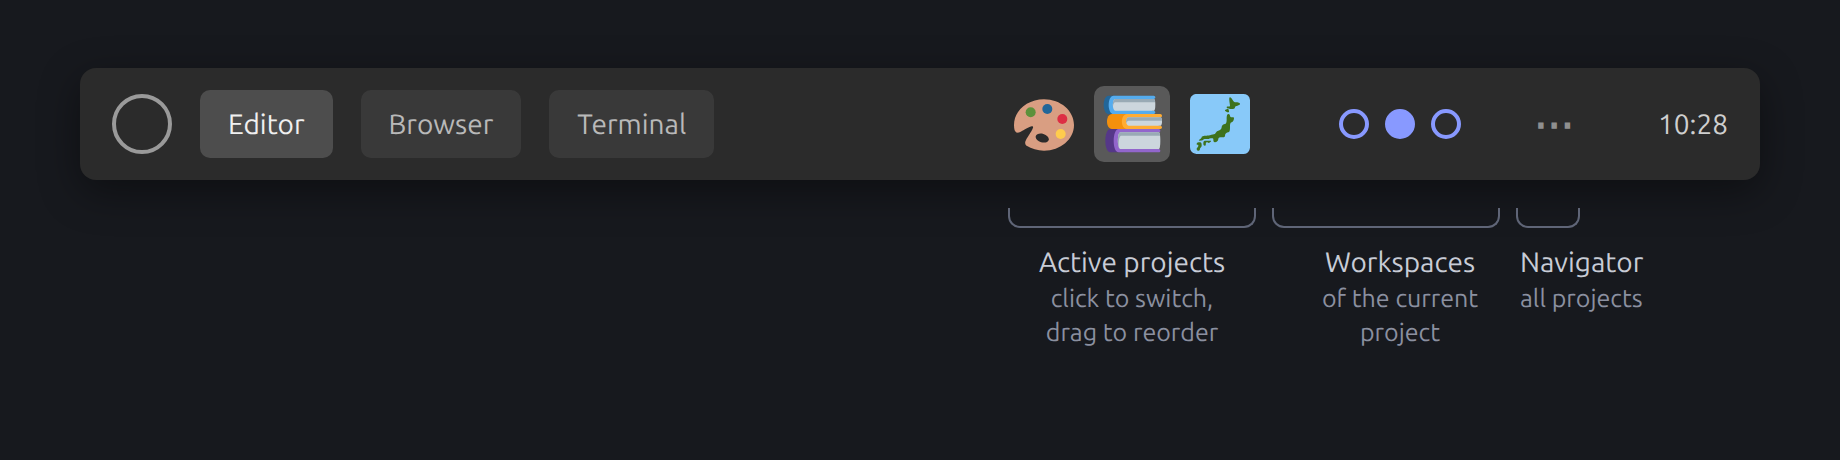 Editor Browser Terminal ... 10:28
Active projects
click to switch,
drag to reorder
Workspaces
of the current
project
Navigator
all projects